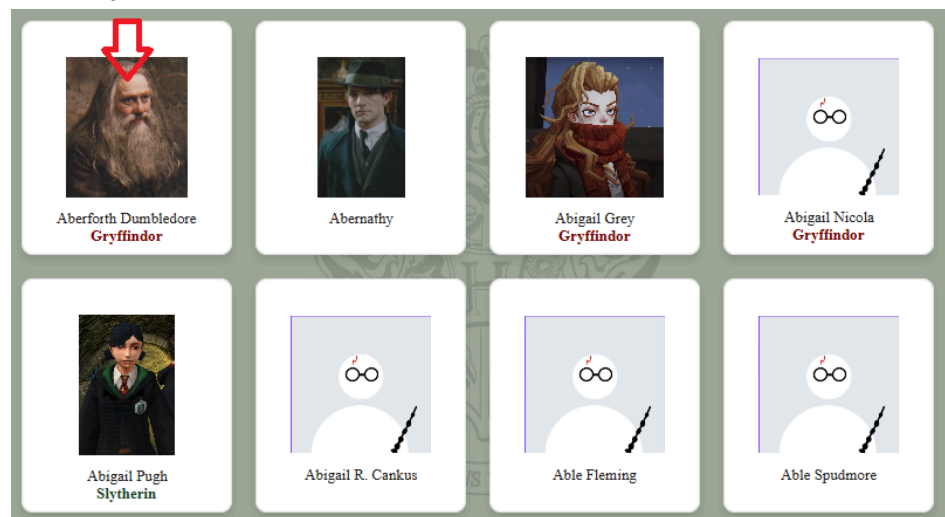 Aberforth Dumbledore
Gryffindor
Abernathy
Abigail Grey
Gryffindor
Abigail Nicola
Gryffindor
Abigail Pugh
Slytherin
Abigail R. Cankus
Able Fleming
Able Spudmore